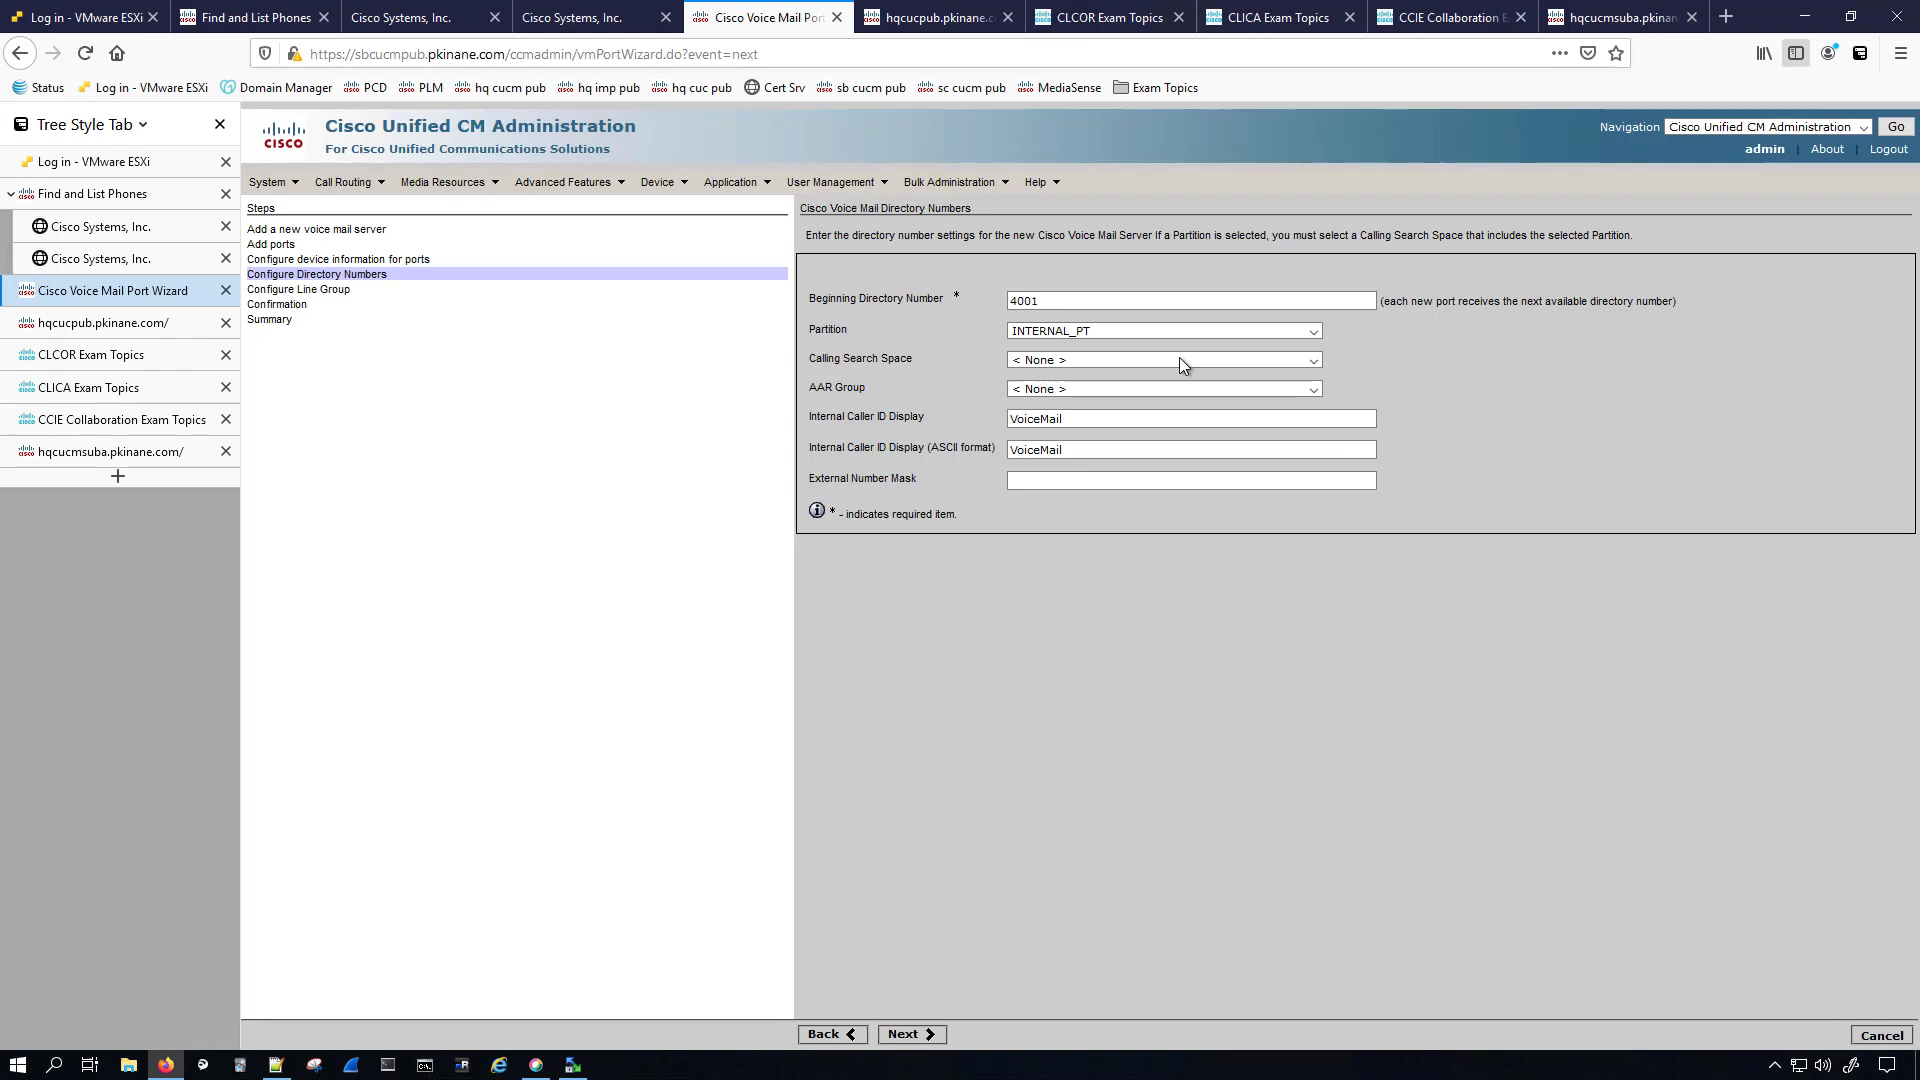 Log in - VMware ESXi
Find and List Phones
Cisco Systems, Inc.
Cisco Systems, Inc.
Cisco Voice Mail Port
hqcucpub.pkinane.c
CLCOR Exam Topics
CLICA Exam Topics
CCIE Collaboration E
hqcucmsuba.pkinan
https://sbcucmpub.pkinane.com/ccmadmin/vmPortWizard.do?event=next
Status
Log in - VMware ESXi
Domain Manager
PCD
PLM
hq cucm pub
hq imp pub
hq cuc pub
Cert Srv
sb cucm pub
sc cucm pub
MediaSense
Exam Topics
Tree Style Tab
Log in - VMware ESXi
Find and List Phones
Cisco Systems, Inc.
Cisco Systems, Inc.
Cisco Voice Mail Port Wizard
hqcucpub.pkinane.com/
CLCOR Exam Topics
CLICA Exam Topics
CCIE Collaboration Exam Topics
hqcucmsuba.pkinane.com/
CISCO
Cisco Unified CM Administration
For Cisco Unified Communications Solutions
Navigation Cisco Unified CM Administration Go
admin | About | Logout
System Call Routing Media Resources Advanced Features Device Application User Management Bulk Administration Help
Steps
Add a new voice mail server
Add ports
Configure device information for ports
Configure Directory Numbers
Configure Line Group
Confirmation
Summary
Cisco Voice Mail Directory Numbers
Enter the directory number settings for the new Cisco Voice Mail Server If a Partition is selected, you must select a Calling Search Space that includes the selected Partition.
Beginning Directory Number * 4001 (each new port receives the next available directory number)
Partition INTERNAL_PT
Calling Search Space < None >
AAR Group < None >
Internal Caller ID Display VoiceMail
Internal Caller ID Display (ASCII format) VoiceMail
External Number Mask
* - indicates required item.
Back Next Cancel